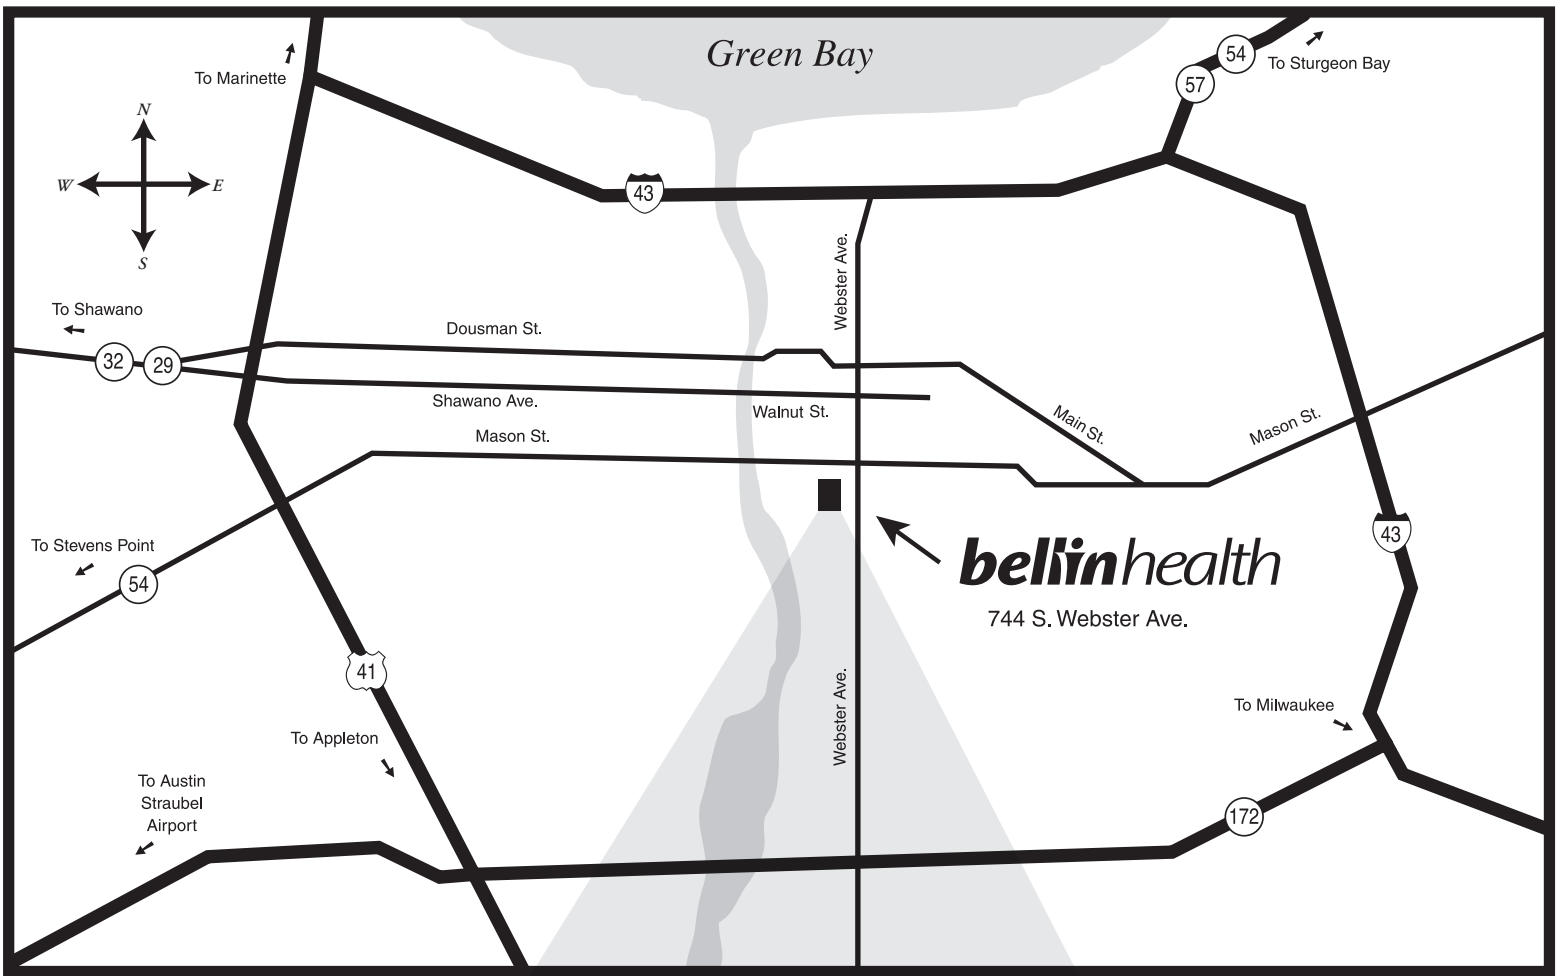 Green Bay
54
To Sturgeon Bay
57
To Marinette
N
W
E
S
43
Webster Ave.
To Shawano
32
29
Dousman St.
Shawano Ave.
Walnut St.
Main St.
Mason St.
Mason St.
To Stevens Point
54
43
bellinhealth
744 S. Webster Ave.
41
Webster Ave.
To Milwaukee
To Appleton
To Austin
Straubel
Airport
172